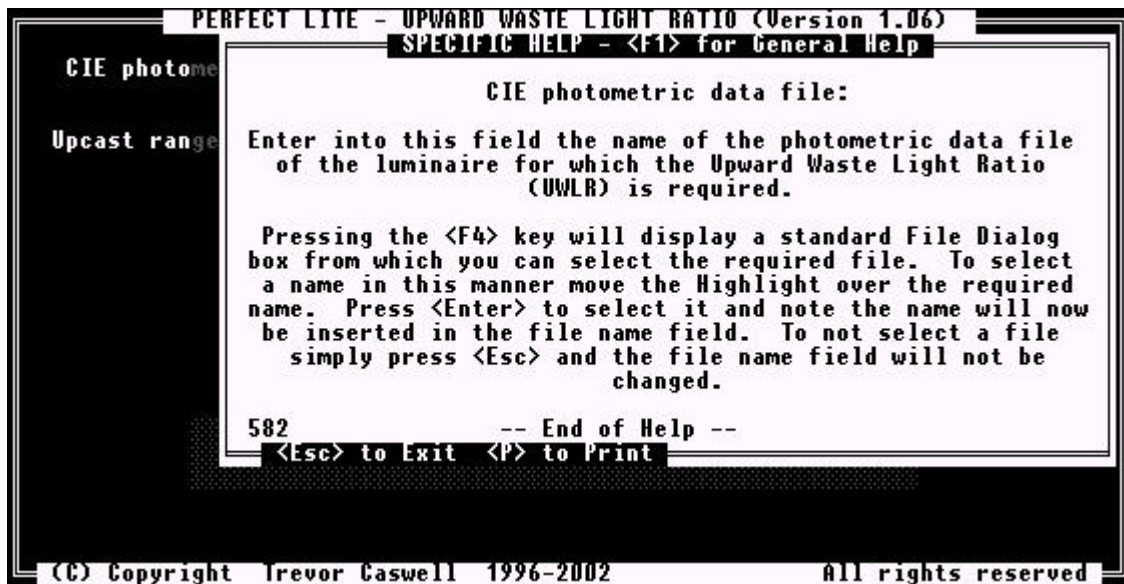 PERFECT LITE - UPWARD WASTE LIGHT RATIO (Version 1.06)
SPECIFIC HELP - <F1> for General Help
CIE photome
CIE photometric data file:
Upcast range
Enter into this field the name of the photometric data file
of the luminaire for which the Upward Waste Light Ratio
(UWLR) is required.
Pressing the <F4> key will display a standard File Dialog
box from which you can select the required file. To select
a name in this manner move the Highlight over the required
name. Press <Enter> to select it and note the name will now
be inserted in the file name field. To not select a file
simply press <Esc> and the file name field will not be
changed.
582 -- End of Help --
<Esc> to Exit <P> to Print
(C) Copyright Trevor Caswell 1996-2002 All rights reserved